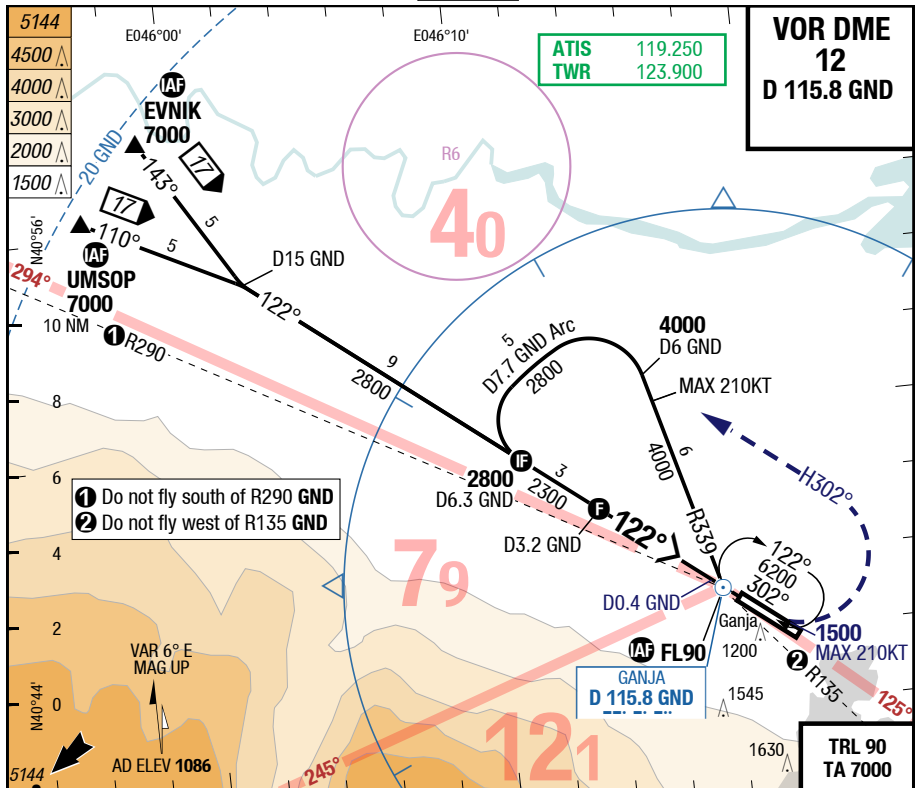 5144
4500
4000
3000
2000
1500
E046°00'
E046°10'
ATIS 119.250
TWR 123.900
VOR DME
12
D 115.8 GND
IAF
EVNIK
7000
20 GND
R6
40
17
143°
5
17
110°
5
N40°56'
IAF
UMSOP
7000
D15 GND
294°
10 NM
1 R290
122°
9
2800
5
D7.7 GND Arc
2800
4000
D6 GND
MAX 210KT
6
4000
R339
H302°
8
6
4
2
0
IF
2800
D6.3 GND
3
2300
F
D3.2 GND
122°
1 Do not fly south of R290 GND
2 Do not fly west of R135 GND
79
D0.4 GND
122°
6200
302°
Ganja
1200
1500
MAX 210KT
IAF FL90
2 R135
125°
GANJA
D 115.8 GND
1545
VAR 6° E
MAG UP
N40°44'
121
245°
1630
AD ELEV 1086
5144
TRL 90
TA 7000